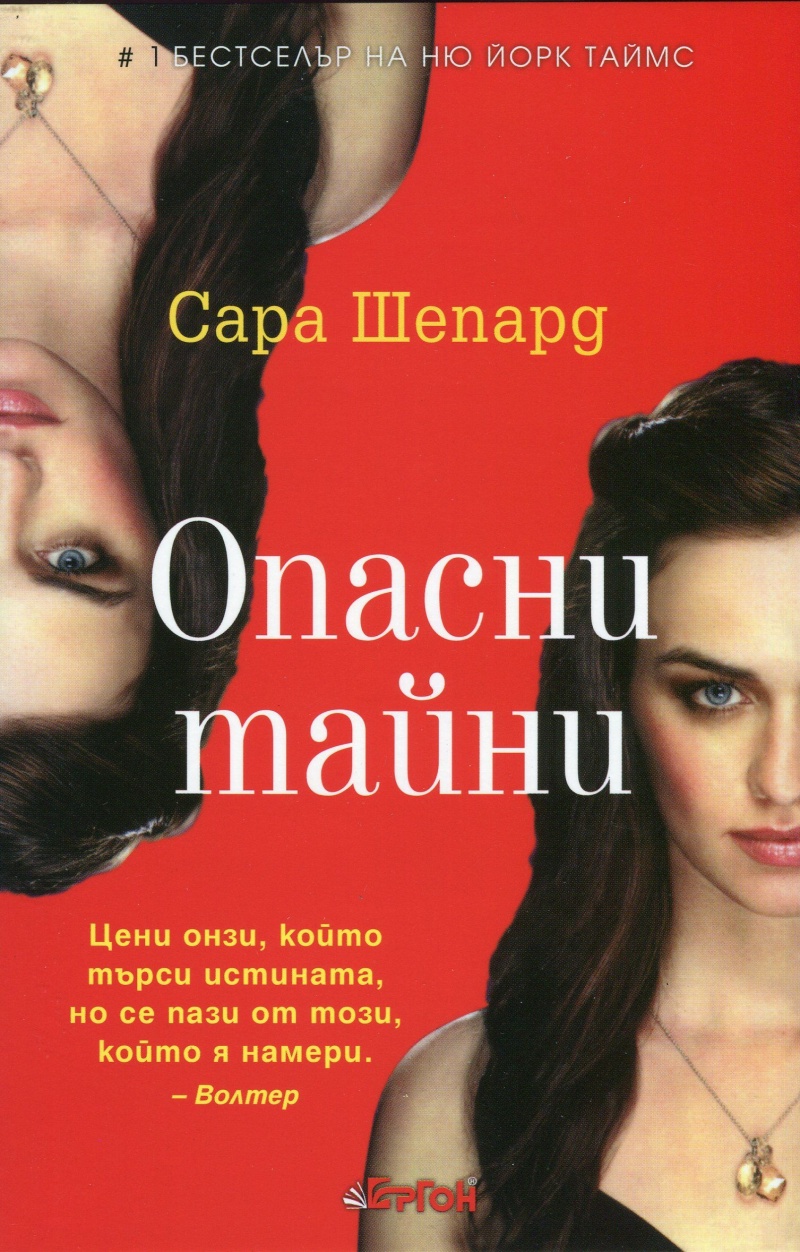 # 1 БЕСТСЕЛЪР НА НЮ ЙОРК ТАЙМС
Сара Шепард
Опасни
тайни
Цени онзи, който
търси истината,
но се пази от този,
който я намери.
– Волтер
ЕРГОН®